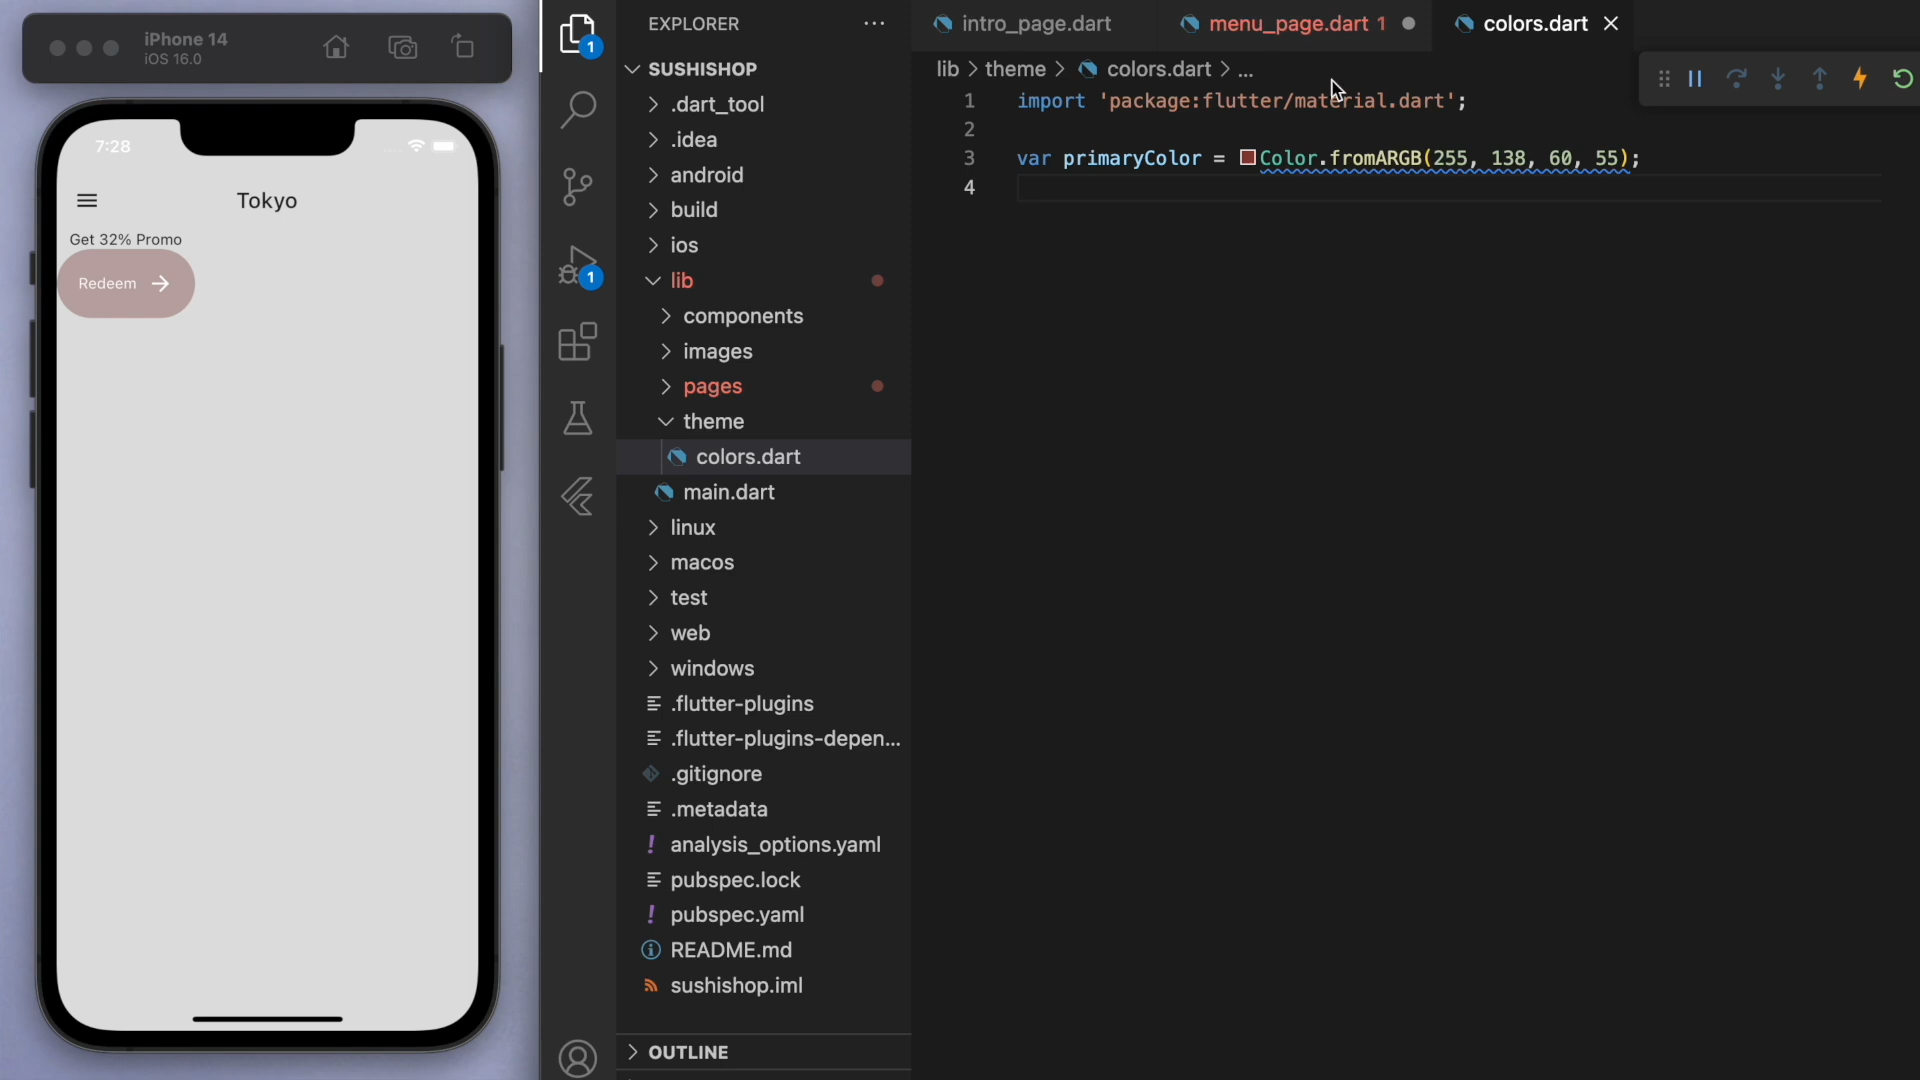 iPhone 14
iOS 16.0
7:28
Tokyo
Get 32% Promo
Redeem
1
1
EXPLORER
SUSHISHOP
.dart_tool
.idea
android
build
ios
lib
components
images
pages
theme
colors.dart
main.dart
linux
macos
test
web
windows
.flutter-plugins
.flutter-plugins-depen...
.gitignore
.metadata
analysis_options.yaml
pubspec.lock
pubspec.yaml
README.md
sushishop.iml
OUTLINE
intro_page.dart
menu_page.dart 1
colors.dart
lib > theme > colors.dart > ...
1 import 'package:flutter/material.dart';
2
3 var primaryColor = Color.fromARGB(255, 138, 60, 55);
4